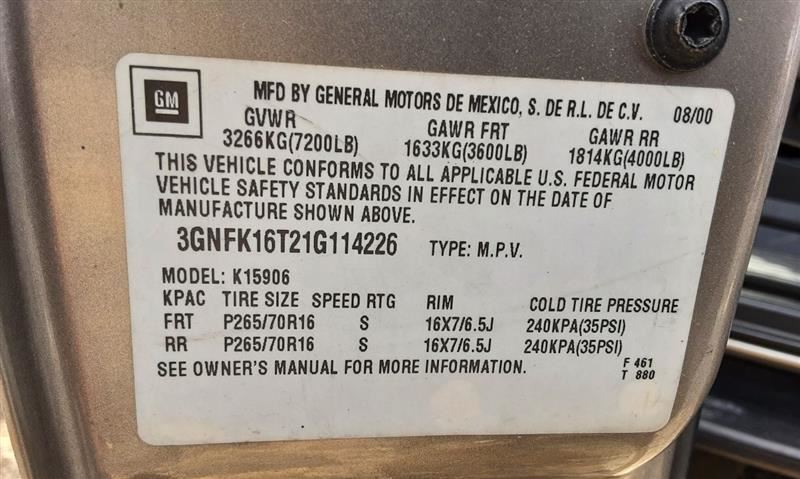 GM
MFD BY GENERAL MOTORS DE MEXICO, S. DE R.L. DE C.V. 08/00
GVWR GAWR FRT GAWR RR
3266KG(7200LB) 1633KG(3600LB) 1814KG(4000LB)
THIS VEHICLE CONFORMS TO ALL APPLICABLE U.S. FEDERAL MOTOR
VEHICLE SAFETY STANDARDS IN EFFECT ON THE DATE OF
MANUFACTURE SHOWN ABOVE.
3GNFK16T21G114226 TYPE: M.P.V.
MODEL: K15906
KPAC TIRE SIZE SPEED RTG RIM COLD TIRE PRESSURE
FRT P265/70R16 S 16X7/6.5J 240KPA(35PSI)
RR P265/70R16 S 16X7/6.5J 240KPA(35PSI)
SEE OWNER'S MANUAL FOR MORE INFORMATION.
F 461
T 880